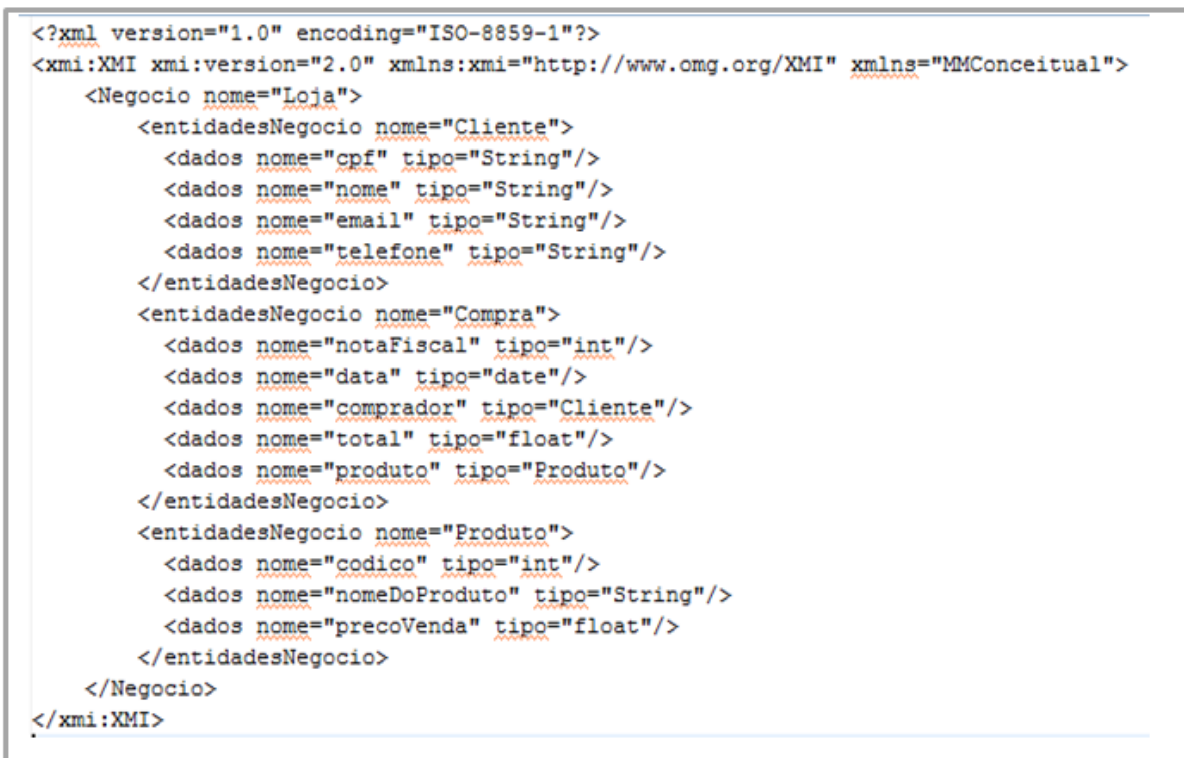 <?xml version="1.0" encoding="ISO-8859-1"?>
<xmi:XMI xmi:version="2.0" xmlns:xmi="http://www.omg.org/XMI" xmlns="MMConceitual">
<Negocio nome="Loja">
<entidadesNegocio nome="Cliente">
<dados nome="cpf" tipo="String"/>
<dados nome="nome" tipo="String"/>
<dados nome="email" tipo="String"/>
<dados nome="telefone" tipo="String"/>
</entidadesNegocio>
<entidadesNegocio nome="Compra">
<dados nome="notaFiscal" tipo="int"/>
<dados nome="data" tipo="date"/>
<dados nome="comprador" tipo="Cliente"/>
<dados nome="total" tipo="float"/>
<dados nome="produto" tipo="Produto"/>
</entidadesNegocio>
<entidadesNegocio nome="Produto">
<dados nome="codico" tipo="int"/>
<dados nome="nomeDoProduto" tipo="String"/>
<dados nome="precoVenda" tipo="float"/>
</entidadesNegocio>
</Negocio>
</xmi:XMI>